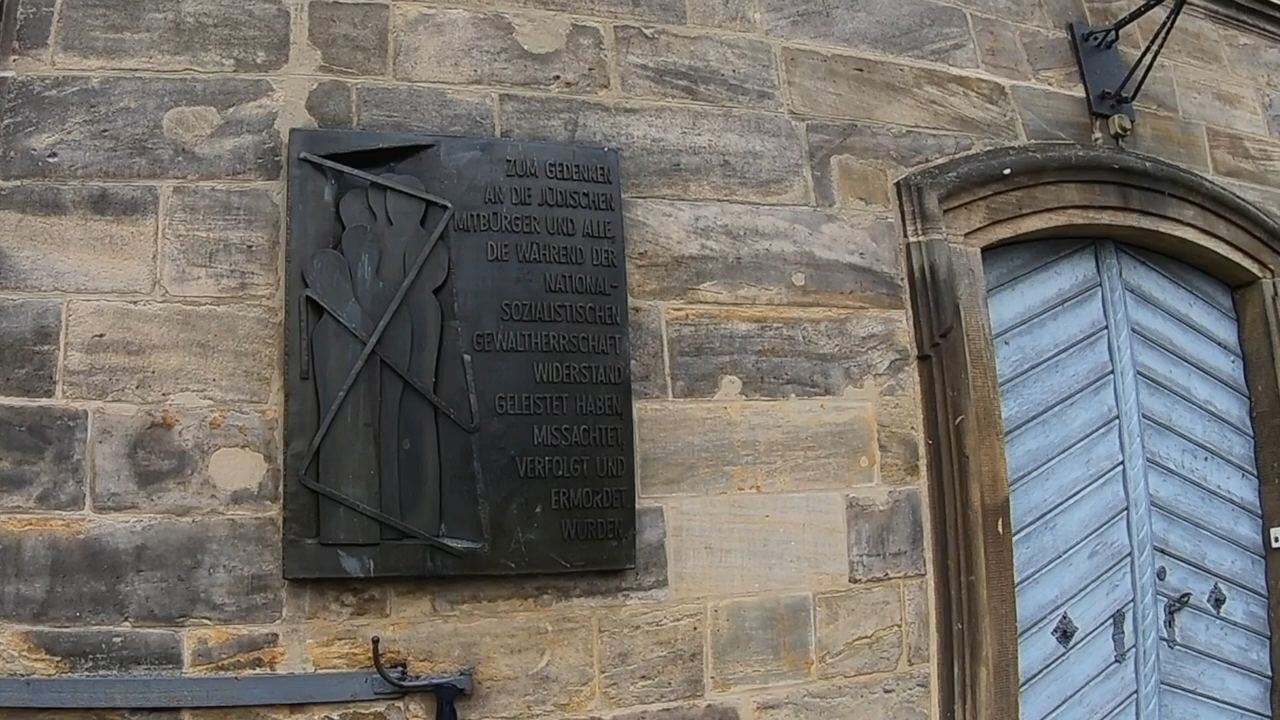 ZUM GEDENKEN
AN DIE JÜDISCHEN
MITBÜRGER UND ALLE,
DIE WÄHREND DER
NATIONAL-
SOZIALISTISCHEN
GEWALTHERRSCHAFT
WIDERSTAND
GELEISTET HABEN,
MISSACHTET,
VERFOLGT UND
ERMORDET
WURDEN.